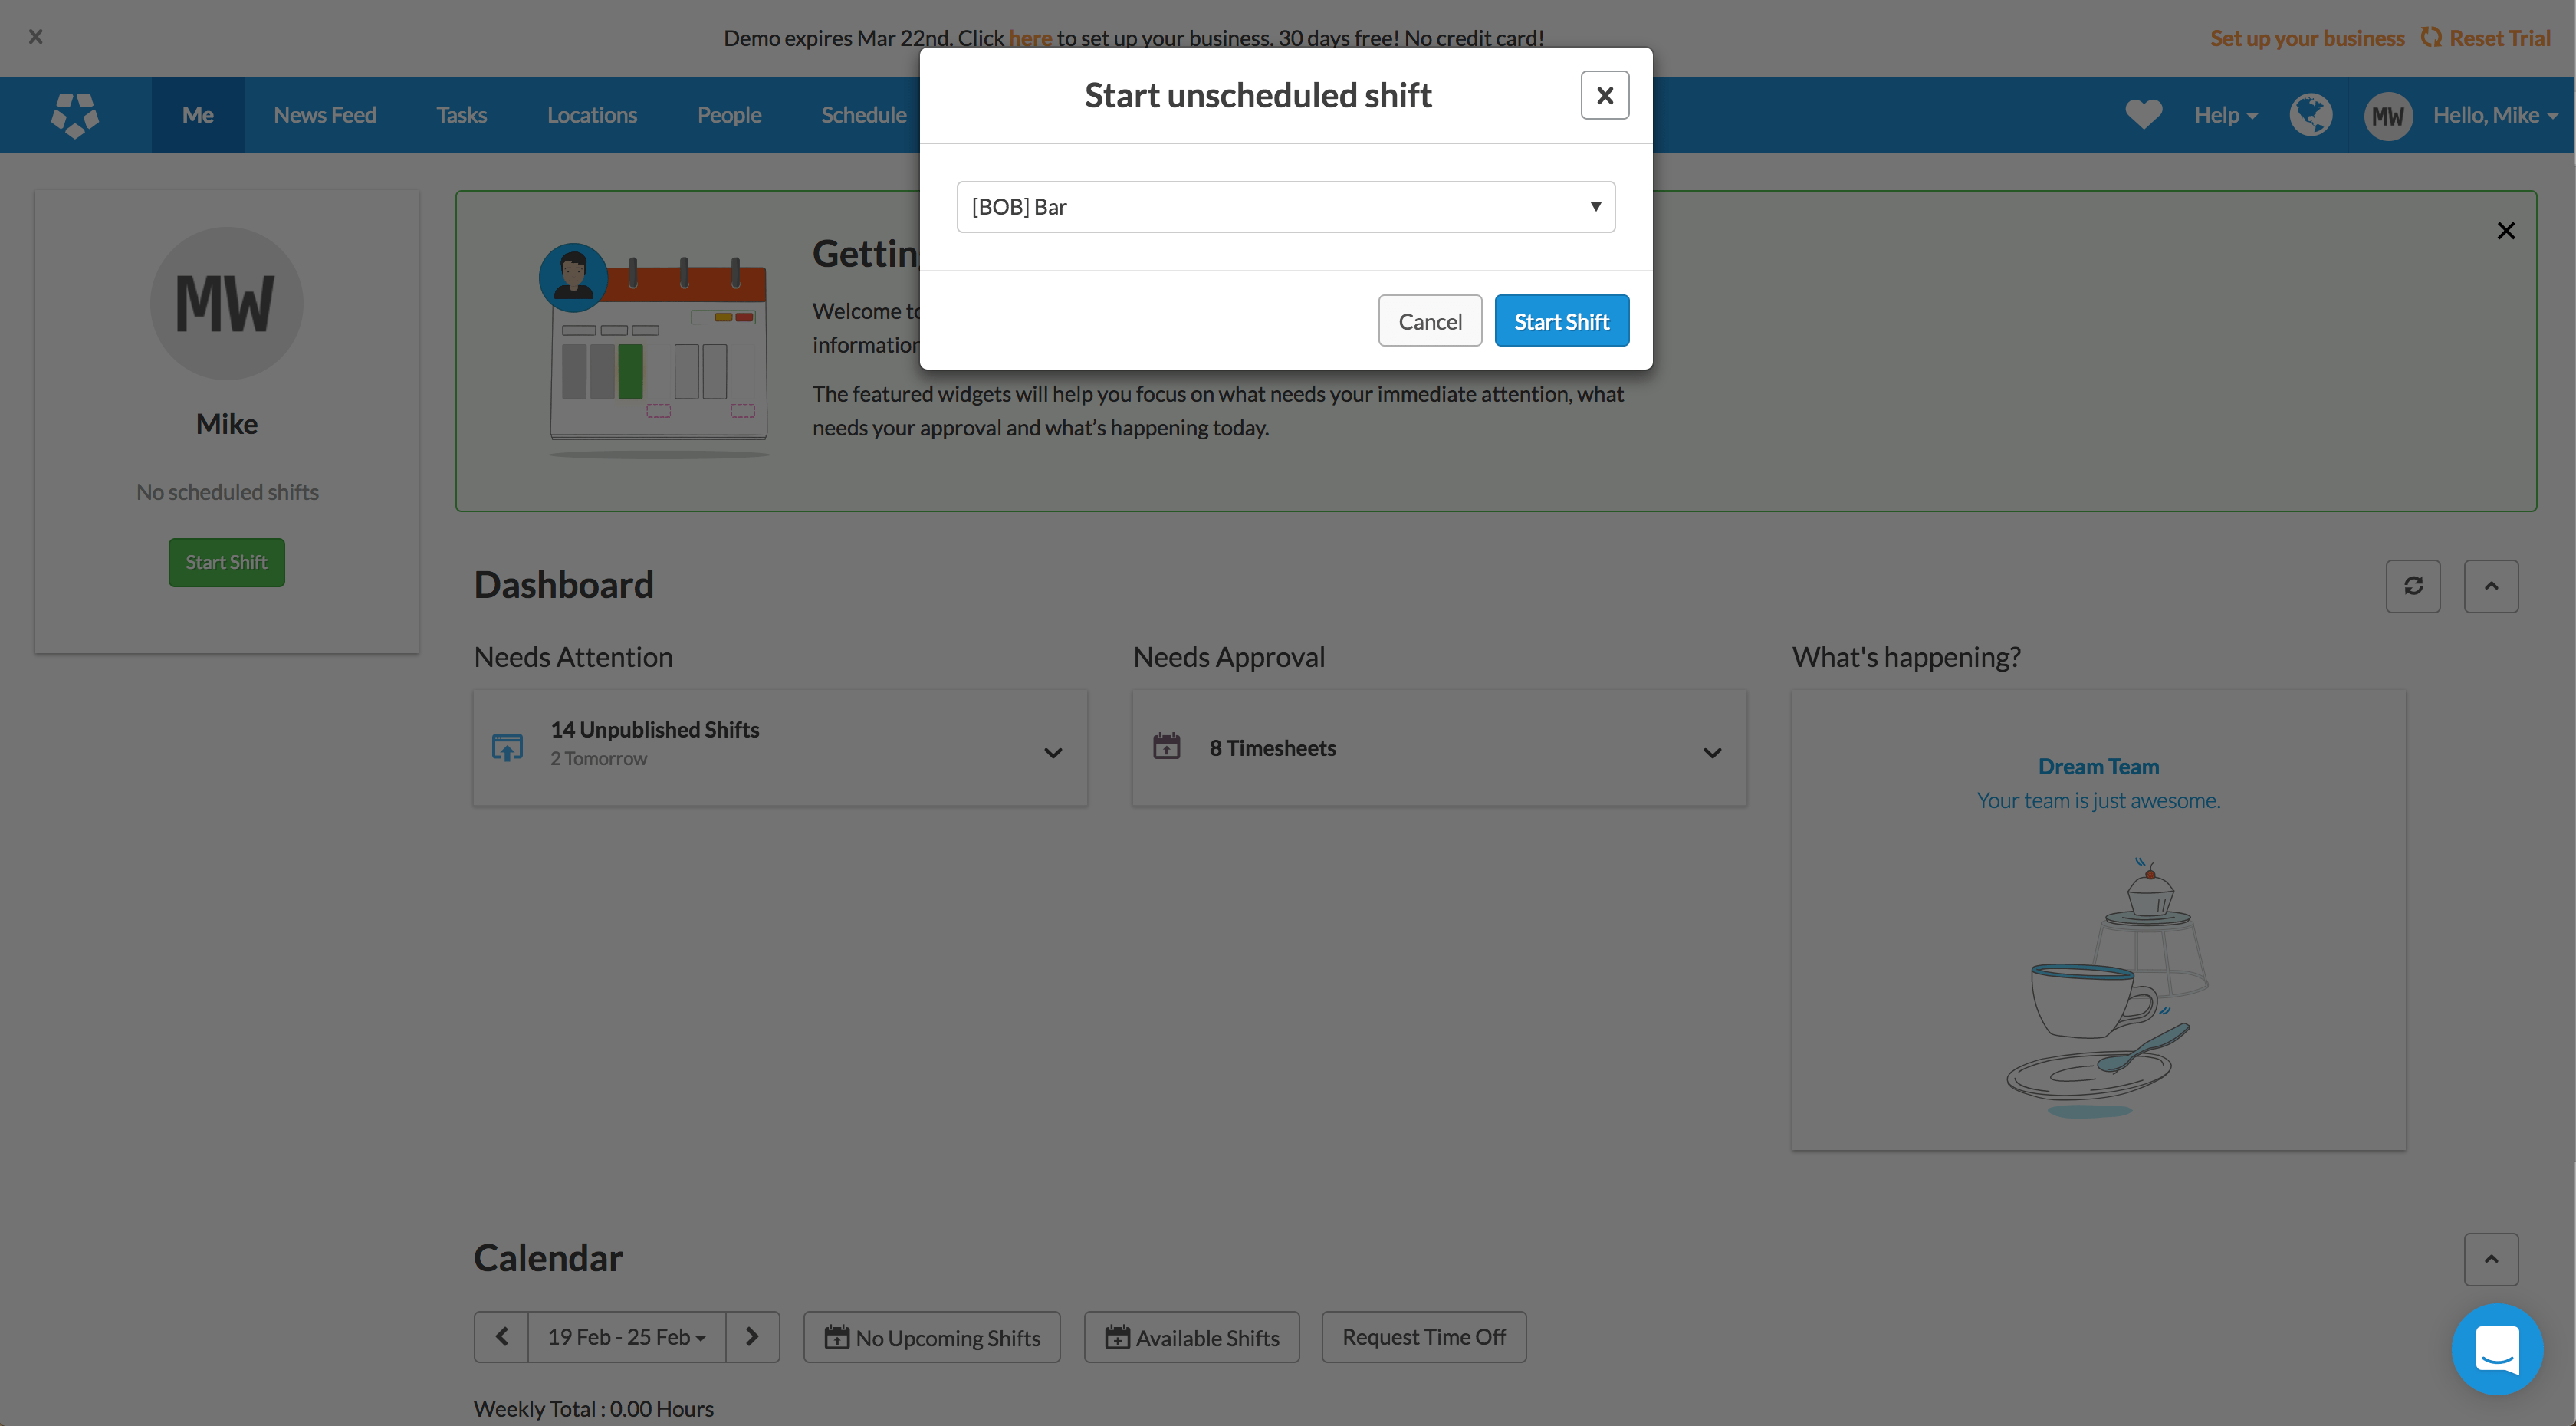 Demo expires Mar 22nd. Click here to set up your business. 30 days free! No credit card!
Set up your business
Reset Trial
Me
News Feed
Tasks
Locations
People
Schedule
Help
MW
Hello, Mike
Start unscheduled shift
[BOB] Bar
Cancel
Start Shift
MW
Mike
No scheduled shifts
Start Shift
Gettin
Welcome to
information
The featured widgets will help you focus on what needs your immediate attention, what
needs your approval and what's happening today.
Dashboard
Needs Attention
14 Unpublished Shifts
2 Tomorrow
Needs Approval
8 Timesheets
What's happening?
Dream Team
Your team is just awesome.
Calendar
19 Feb - 25 Feb
No Upcoming Shifts
Available Shifts
Request Time Off
Weekly Total : 0.00 Hours